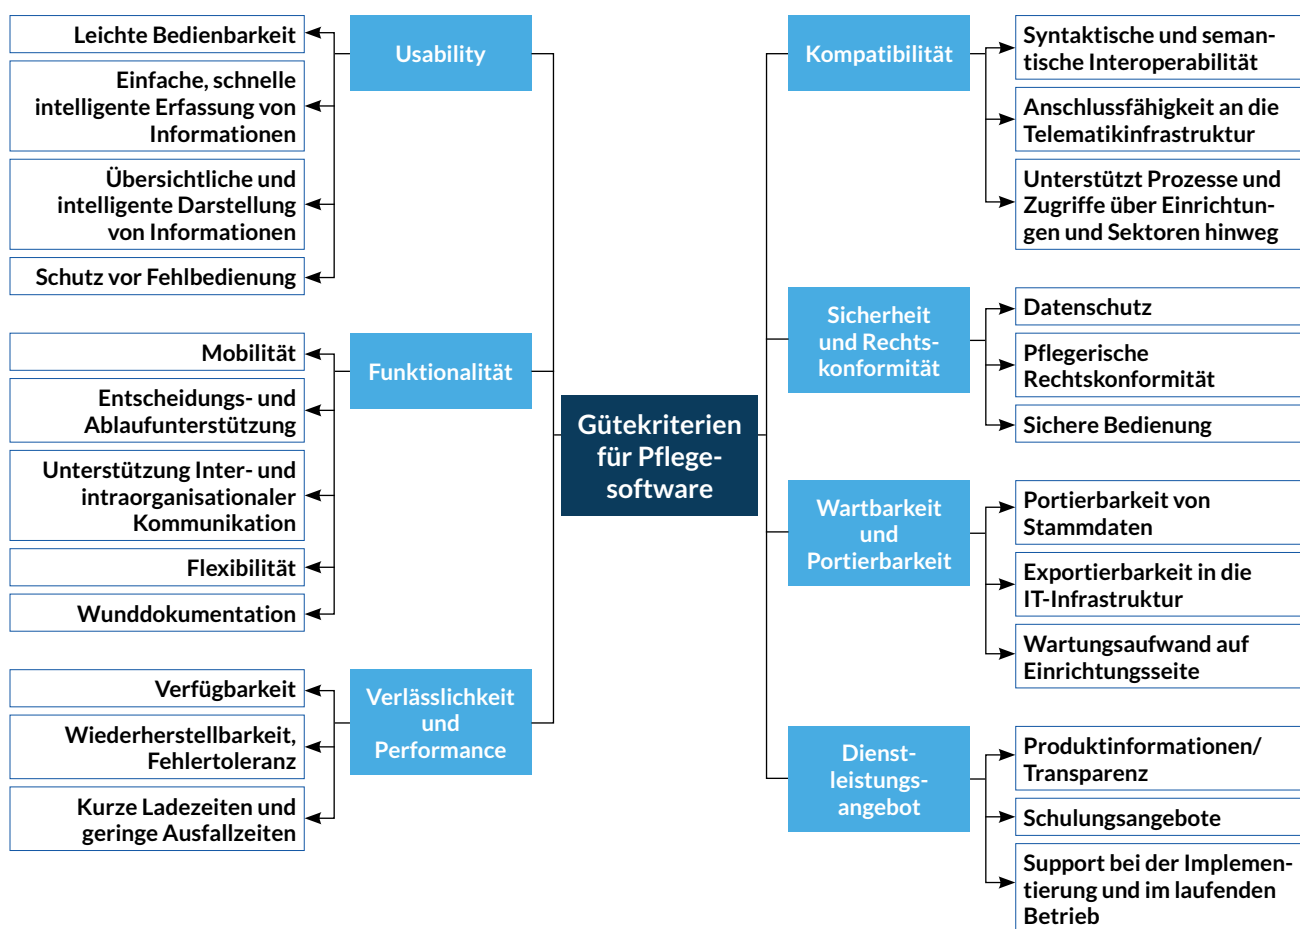 Leichte Bedienbarkeit
Einfache, schnelle
intelligente Erfassung von
Informationen
Übersichtliche und
intelligente Darstellung
von Informationen
Schutz vor Fehlbedienung
Usability
Mobilität
Entscheidungs- und
Ablaufunterstützung
Unterstützung Inter- und
intraorganisationaler
Kommunikation
Flexibilität
Wunddokumentation
Funktionalität
Verfügbarkeit
Wiederherstellbarkeit,
Fehlertoleranz
Kurze Ladezeiten und
geringe Ausfallzeiten
Verlässlichkeit
und
Performance
Gütekriterien
für Pflege-
software
Kompatibilität
Syntaktische und seman-
tische Interoperabilität
Anschlussfähigkeit an die
Telematikinfrastruktur
Unterstützt Prozesse und
Zugriffe über Einrichtun-
gen und Sektoren hinweg
Sicherheit
und Rechts-
konformität
Datenschutz
Pflegerische
Rechtskonformität
Sichere Bedienung
Wartbarkeit
und
Portierbarkeit
Portierbarkeit von
Stammdaten
Exportierbarkeit in die
IT-Infrastruktur
Wartungsaufwand auf
Einrichtungsseite
Dienst-
leistungs-
angebot
Produktinformationen/
Transparenz
Schulungsangebote
Support bei der Implemen-
tierung und im laufenden
Betrieb